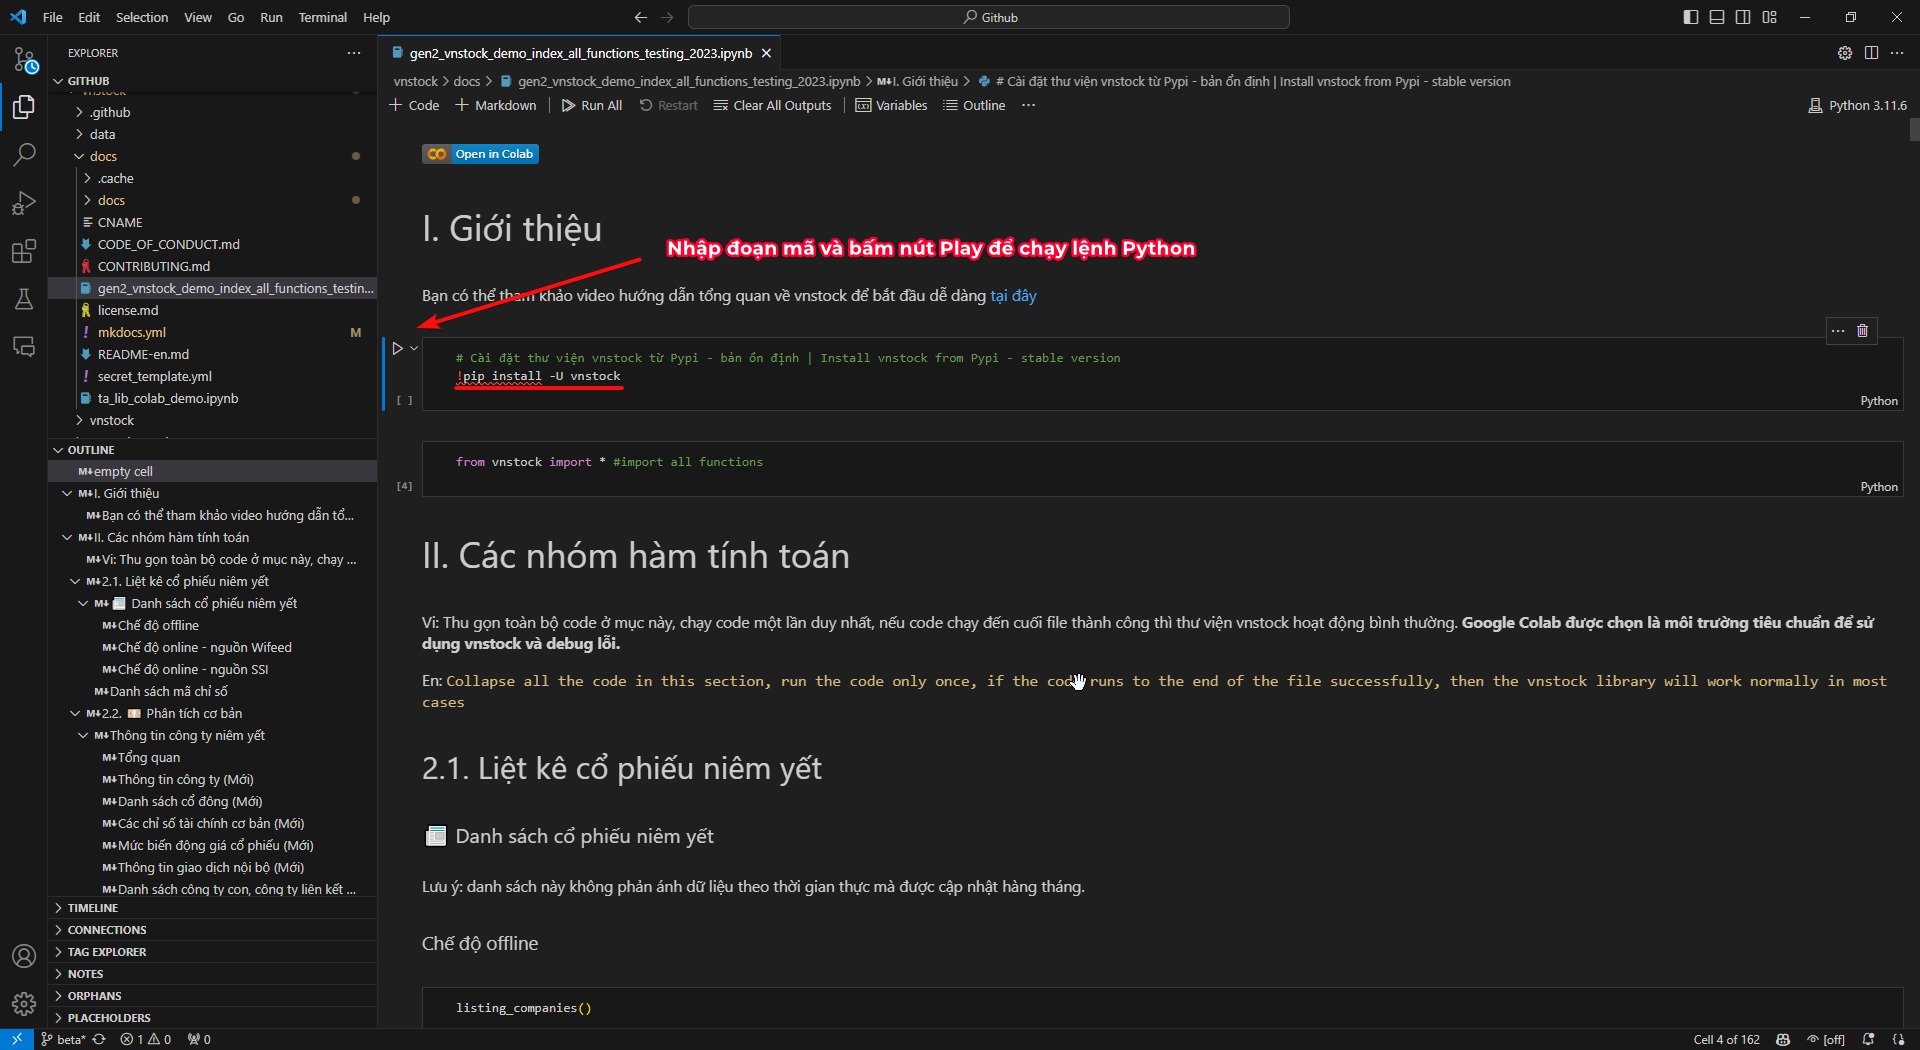 File Edit Selection View Go Run Terminal Help
Github
EXPLORER
GITHUB
vnstock
.github
data
docs
.cache
docs
CNAME
CODE_OF_CONDUCT.md
CONTRIBUTING.md
gen2_vnstock_demo_index_all_functions_testin...
license.md
mkdocs.yml M
README-en.md
secret_template.yml
ta_lib_colab_demo.ipynb
vnstock
OUTLINE
M↓empty cell
M↓I. Giới thiệu
M↓Bạn có thể tham khảo video hướng dẫn tổ...
M↓II. Các nhóm hàm tính toán
M↓Vi: Thu gọn toàn bộ code ở mục này, chạy ...
M↓2.1. Liệt kê cổ phiếu niêm yết
M↓ Danh sách cổ phiếu niêm yết
M↓Chế độ offline
M↓Chế độ online - nguồn Wifeed
M↓Chế độ online - nguồn SSI
M↓Danh sách mã chỉ số
M↓2.2. Phân tích cơ bản
M↓Thông tin công ty niêm yết
M↓Tổng quan
M↓Thông tin công ty (Mới)
M↓Danh sách cổ đông (Mới)
M↓Các chỉ số tài chính cơ bản (Mới)
M↓Mức biến động giá cổ phiếu (Mới)
M↓Thông tin giao dịch nội bộ (Mới)
M↓Danh sách công ty con, công ty liên kết ...
TIMELINE
CONNECTIONS
TAG EXPLORER
NOTES
ORPHANS
PLACEHOLDERS
gen2_vnstock_demo_index_all_functions_testing_2023.ipynb
vnstock > docs > gen2_vnstock_demo_index_all_functions_testing_2023.ipynb > M↓I. Giới thiệu > # Cài đặt thư viện vnstock từ Pypi - bản ổn định | Install vnstock from Pypi - stable version
+ Code + Markdown Run All Restart Clear All Outputs Variables Outline ...
Python 3.11.6
Open in Colab
I. Giới thiệu
Nhập đoạn mã và bấm nút Play để chạy lệnh Python
Bạn có thể tham khảo video hướng dẫn tổng quan về vnstock để bắt đầu dễ dàng tại đây
# Cài đặt thư viện vnstock từ Pypi - bản ổn định | Install vnstock from Pypi - stable version
!pip install -U vnstock
[ ]
Python
from vnstock import * #import all functions
[4]
Python
II. Các nhóm hàm tính toán
Vi: Thu gọn toàn bộ code ở mục này, chạy code một lần duy nhất, nếu code chạy đến cuối file thành công thì thư viện vnstock hoạt động bình thường. Google Colab được chọn là môi trường tiêu chuẩn để sử
dụng vnstock và debug lỗi.
En: Collapse all the code in this section, run the code only once, if the code runs to the end of the file successfully, then the vnstock library will work normally in most
cases
2.1. Liệt kê cổ phiếu niêm yết
Danh sách cổ phiếu niêm yết
Lưu ý: danh sách này không phản ánh dữ liệu theo thời gian thực mà được cập nhật hàng tháng.
Chế độ offline
listing_companies()
beta* 1 0 0
Cell 4 of 162 [off]